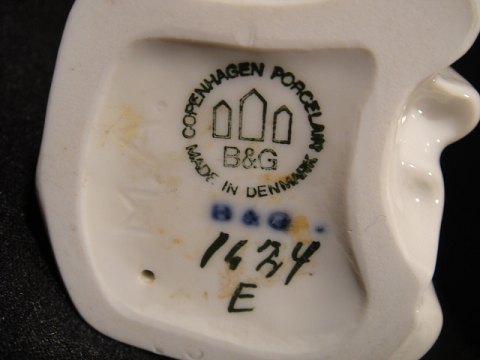 COPENHAGEN PORCELAIN
B&G
MADE IN DENMARK
B&G.
1624
E